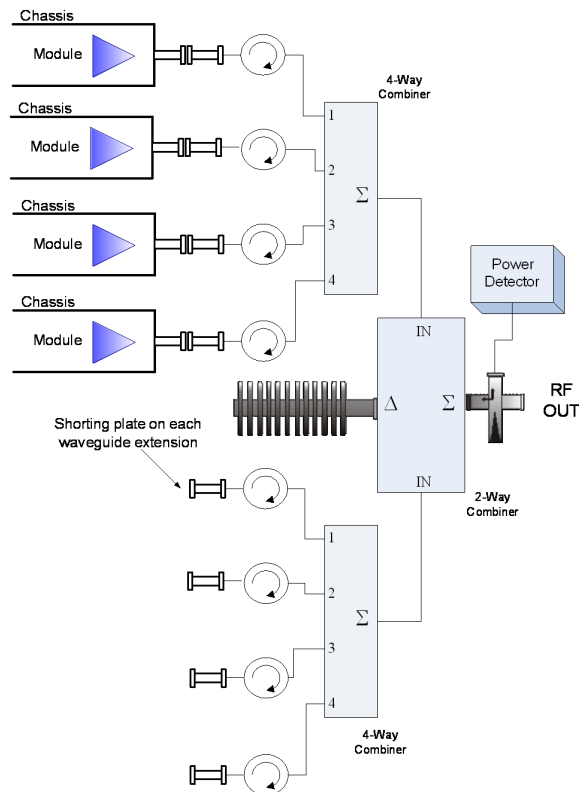 Chassis
Module
Chassis
Module
Chassis
Module
Chassis
Module
4-Way
Combiner
1
2
3
4
Σ
Power
Detector
IN
Δ
Σ
IN
RF
OUT
2-Way
Combiner
Shorting plate on each
waveguide extension
1
2
3
4
Σ
4-Way
Combiner